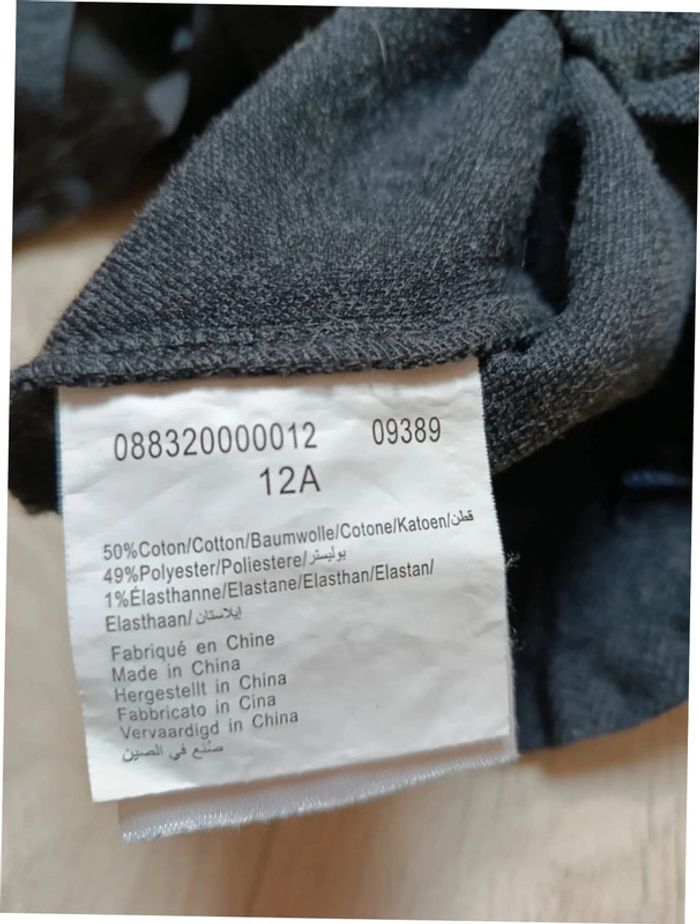 088320000012 09389
12A
50%Coton/Cotton/Baumwolle/Cotone/Katoen/قطن
49%Polyester/Poliestere/بوليستر
1%Élasthanne/Elastane/Elasthan/Elastan/
Elasthaan/إيلاستان
Fabriqué en Chine
Made in China
Hergestellt in China
Fabbricato in Cina
Vervaardigd in China
صنع في الصين